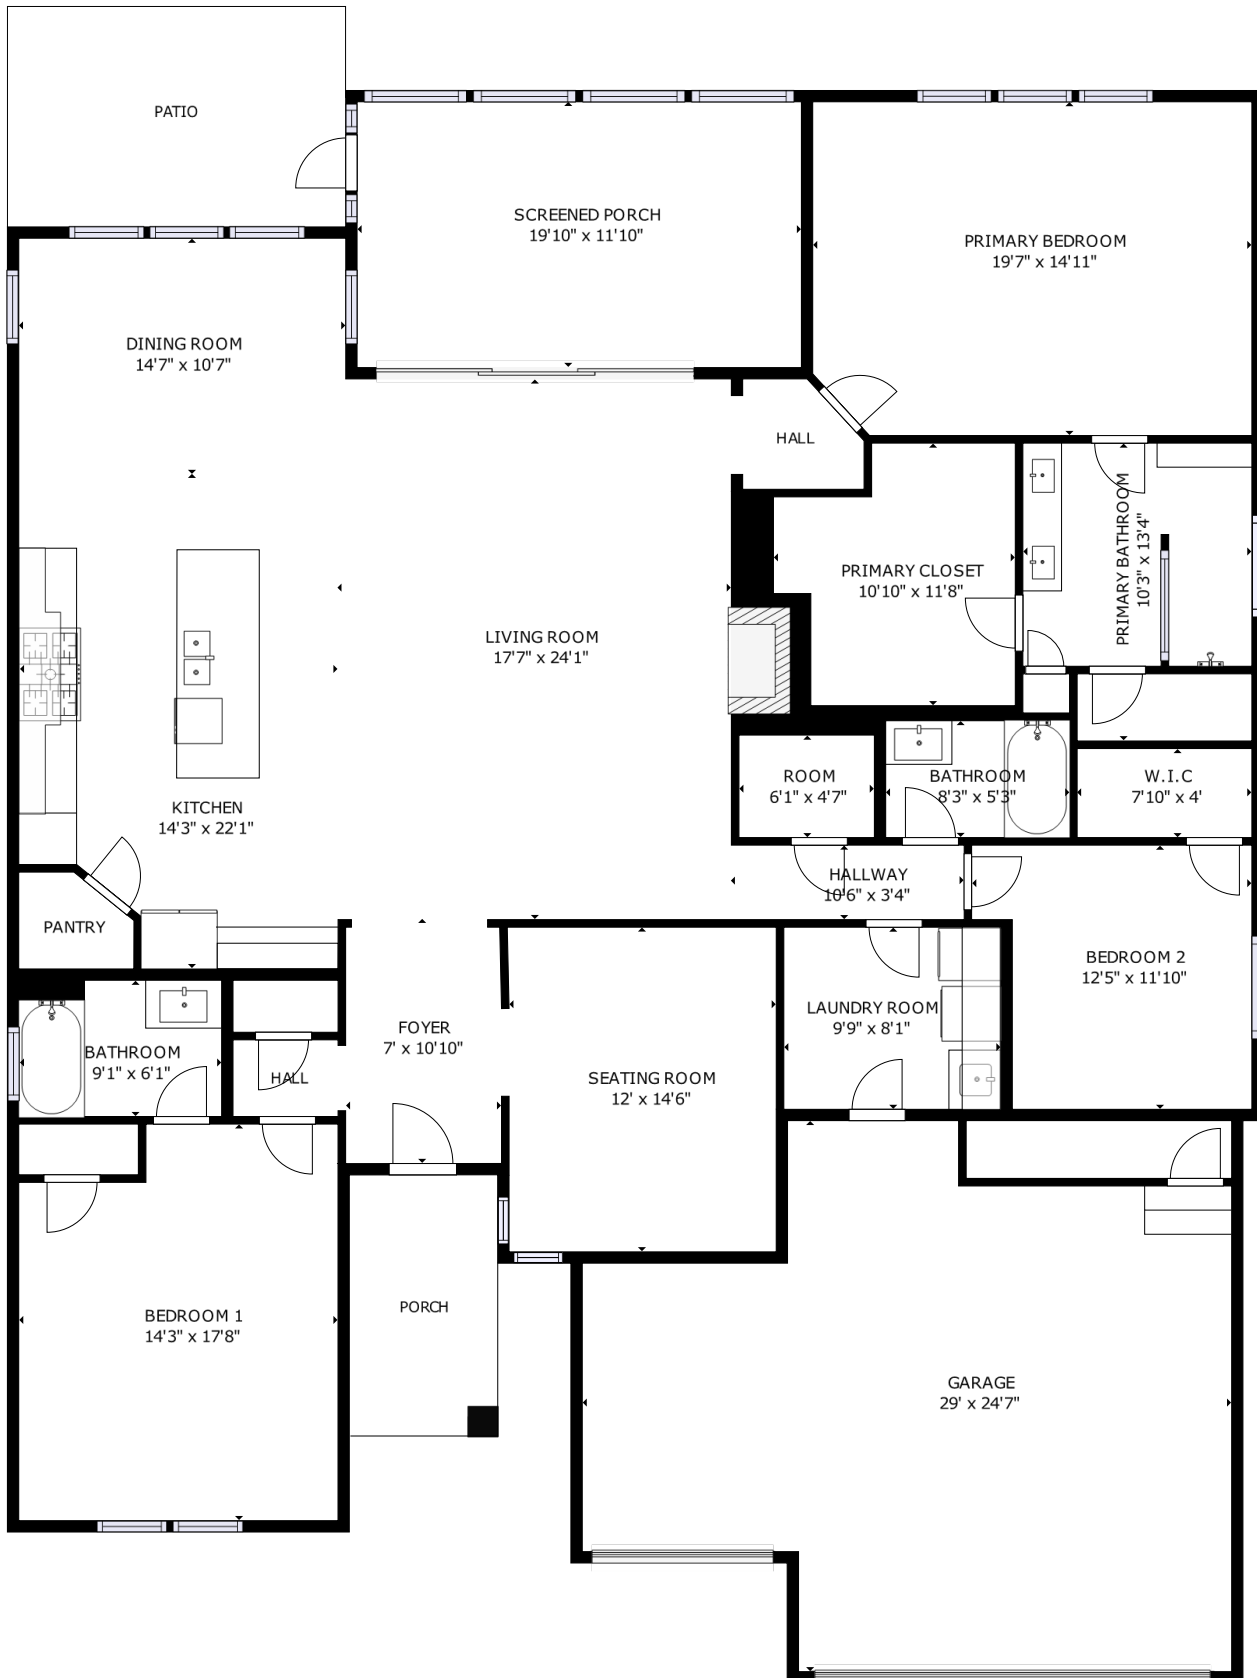 PATIO
SCREENED PORCH
19'10" x 11'10"
PRIMARY BEDROOM
19'7" x 14'11"
DINING ROOM
14'7" x 10'7"
HALL
PRIMARY CLOSET
10'10" x 11'8"
PRIMARY BATHROOM
10'3" x 13'4"
LIVING ROOM
17'7" x 24'1"
KITCHEN
14'3" x 22'1"
ROOM
6'1" x 4'7"
BATHROOM
8'3" x 5'3"
W.I.C
7'10" x 4'
HALLWAY
10'6" x 3'4"
PANTRY
BEDROOM 2
12'5" x 11'10"
LAUNDRY ROOM
9'9" x 8'1"
FOYER
7' x 10'10"
BATHROOM
9'1" x 6'1"
HALL
SEATING ROOM
12' x 14'6"
PORCH
BEDROOM 1
14'3" x 17'8"
GARAGE
29' x 24'7"